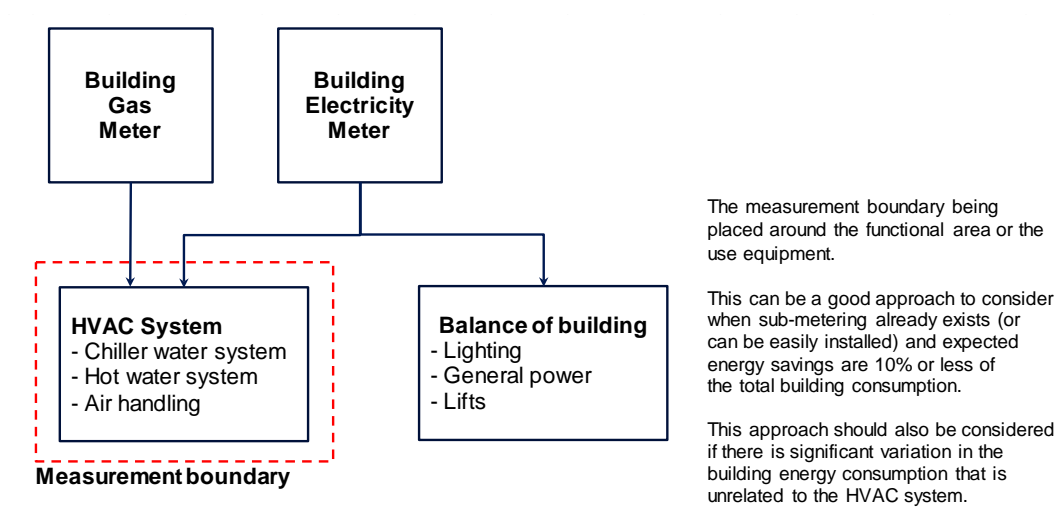 Building
Gas
Meter
Building
Electricity
Meter
HVAC System
- Chiller water system
- Hot water system
- Air handling
Measurement boundary
Balance of building
- Lighting
- General power
- Lifts
The measurement boundary being
placed around the functional area or the
use equipment.
This can be a good approach to consider
when sub-metering already exists (or
can be easily installed) and expected
energy savings are 10% or less of
the total building consumption.
This approach should also be considered
if there is significant variation in the
building energy consumption that is
unrelated to the HVAC system.